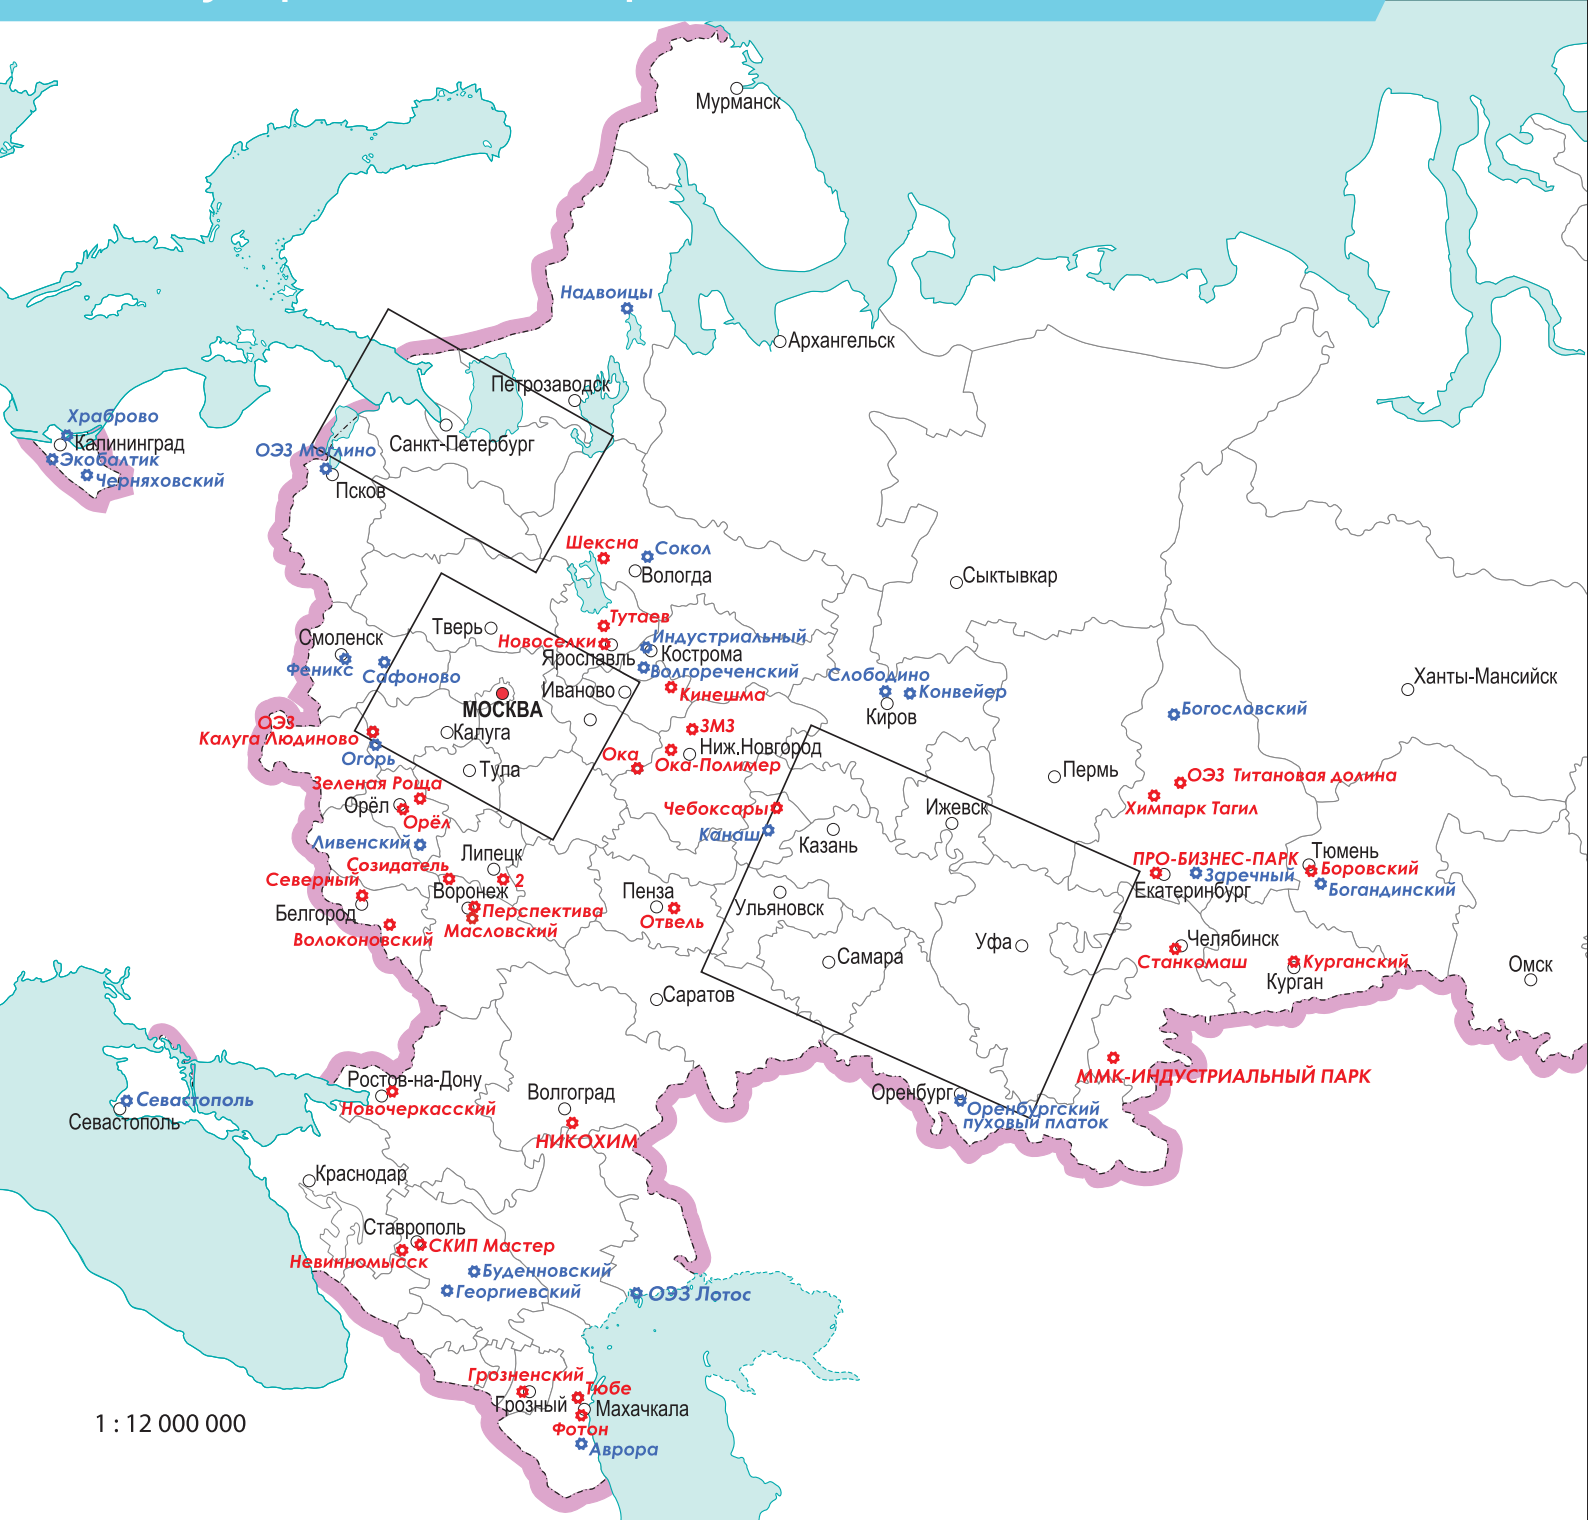 Мурманск
Надвоицы
Архангельск
Петрозаводск
Храброво
Калининград
Санкт-Петербург
ОЭЗ Моглино
Экобалтик
Черняховский
Псков
Шексна
Сокол
Вологда
Сыктывкар
Тутаев
Тверь
Новоселки
Индустриальный
Смоленск
Ярославль
Кострома
Феникс
Сафоново
Волгореченский
Слободино
Ханты-Мансийск
Иваново
Кинешма
Конвейер
МОСКВА
Киров
Богословский
ОЭЗ
Калуга Людиново
Калуга
ЗМЗ
Ниж.Новгород
Огорь
Ока
Ока-Полимер
Тула
Пермь
ОЭЗ Титановая долина
Зеленая Роща
Орёл
Чебоксары
Ижевск
Химпарк Тагил
Орёл
Канаш
Ливенский
Казань
Липецк
Тюмень
Созидатель
ПРО-БИЗНЕС-ПАРК
Боровский
Северный
2
Заречный
Воронеж
Пенза
Екатеринбург
Богандинский
Белгород
Перспектива
Ульяновск
Отвель
Масловский
Волоконовский
Уфа
Челябинск
Самара
Станкомаш
Курганский
Омск
Курган
Саратов
ММК-ИНДУСТРИАЛЬНЫЙ ПАРК
Ростов-на-Дону
Волгоград
Оренбург
Севастополь
Новочеркасский
Оренбургский
пуховый платок
Севастополь
НИКОХИМ
Краснодар
Ставрополь
СКИП Мастер
Невинномысск
Буденновский
Георгиевский
ОЭЗ Лотос
Грозненский
Тюбе
Грозный
Махачкала
1 : 12 000 000
Фотон
Аврора